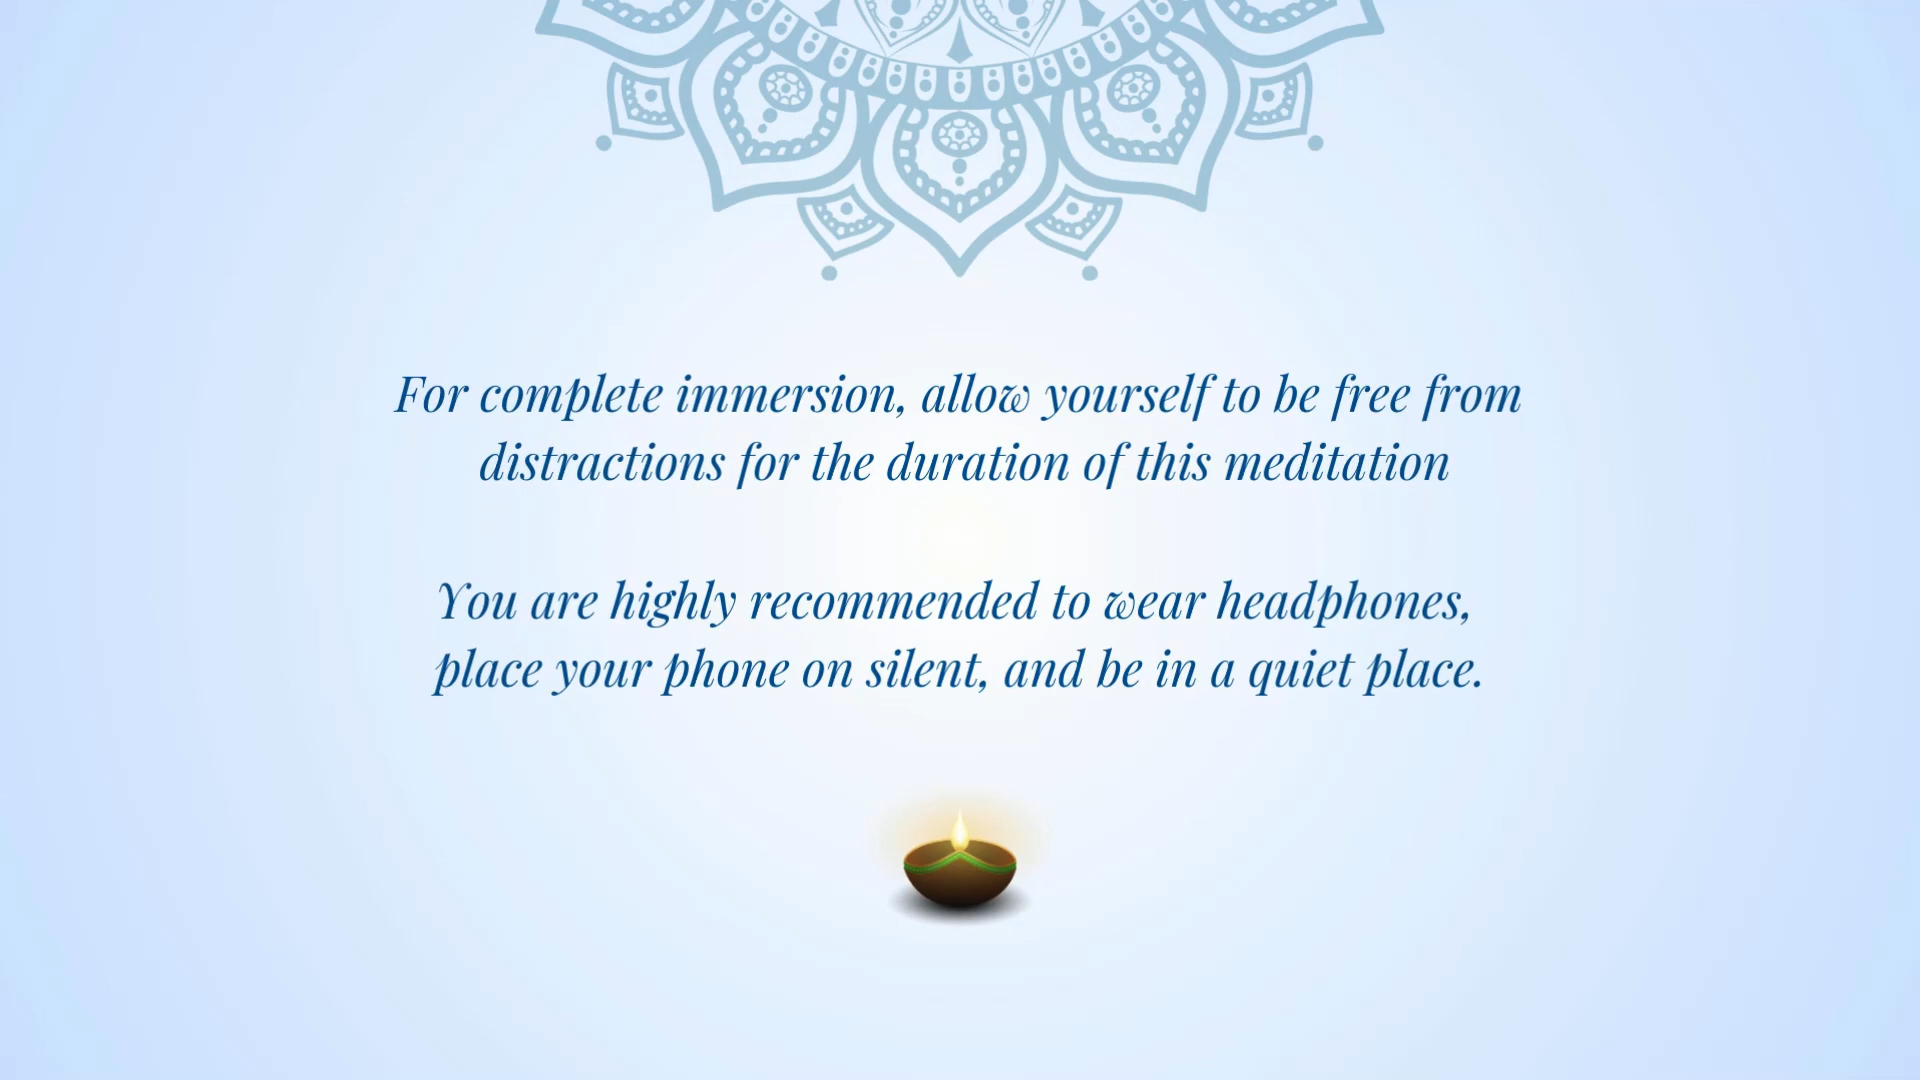 For complete immersion, allow yourself to be free from
distractions for the duration of this meditation
You are highly recommended to wear headphones,
place your phone on silent, and be in a quiet place.